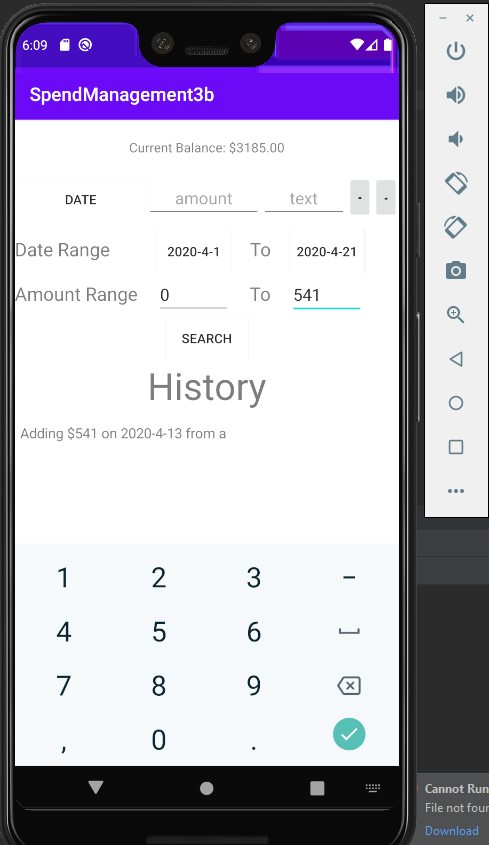 6:09
SpendManagement3b
Current Balance: $3185.00
DATE amount text - -
Date Range 2020-4-1 To 2020-4-21
Amount Range 0 To 541
SEARCH
History
Adding $541 on 2020-4-13 from a
1 2 3 −
4 5 6
7 8 9
, 0 .
Cannot Run
File not four
Download